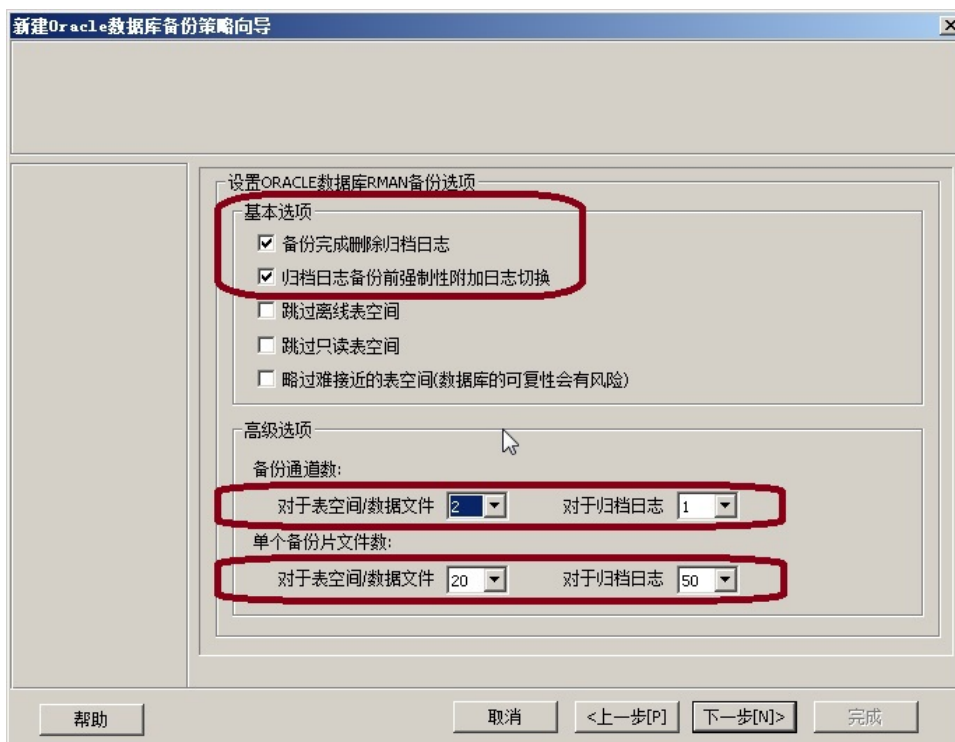 新建Oracle数据库备份策略向导
设置ORACLE数据库RMAN备份选项
基本选项
备份完成删除归档日志
归档日志备份前强制性附加日志切换
跳过离线表空间
跳过只读表空间
略过难接近的表空间(数据库的可复性会有风险)
高级选项
备份通道数:
对于表空间/数据文件 2 对于归档日志 1
单个备份片文件数:
对于表空间/数据文件 20 对于归档日志 50
帮助 取消 <上一步[P] 下一步[N]> 完成